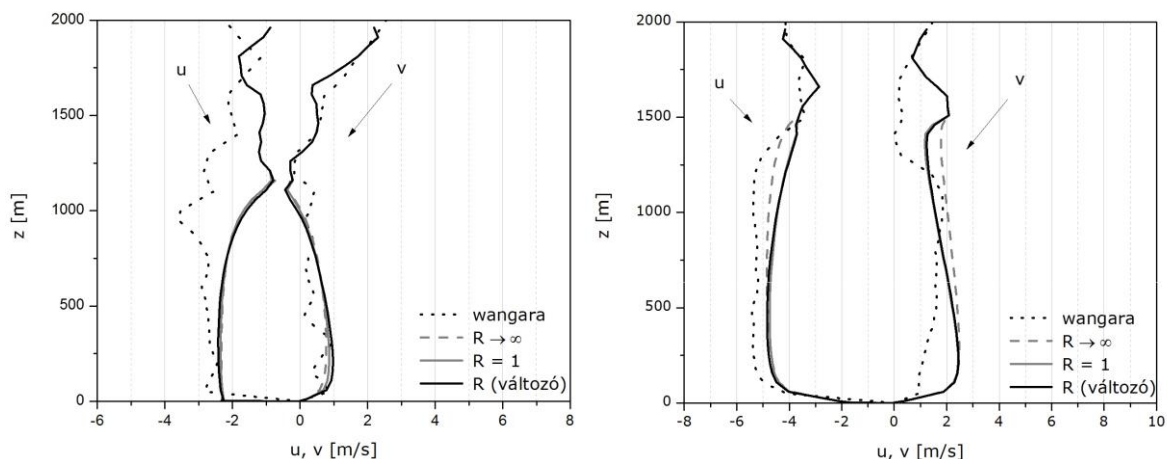 2000
1500
1000
500
0
z [m]
u
v
wangara
R → ∞
R = 1
R (változó)
-6 -4 -2 0 2 4 6 8
u, v [m/s]
2000
1500
1000
500
0
z [m]
u
v
wangara
R → ∞
R = 1
R (változó)
-8 -6 -4 -2 0 2 4 6 8 10
u, v [m/s]